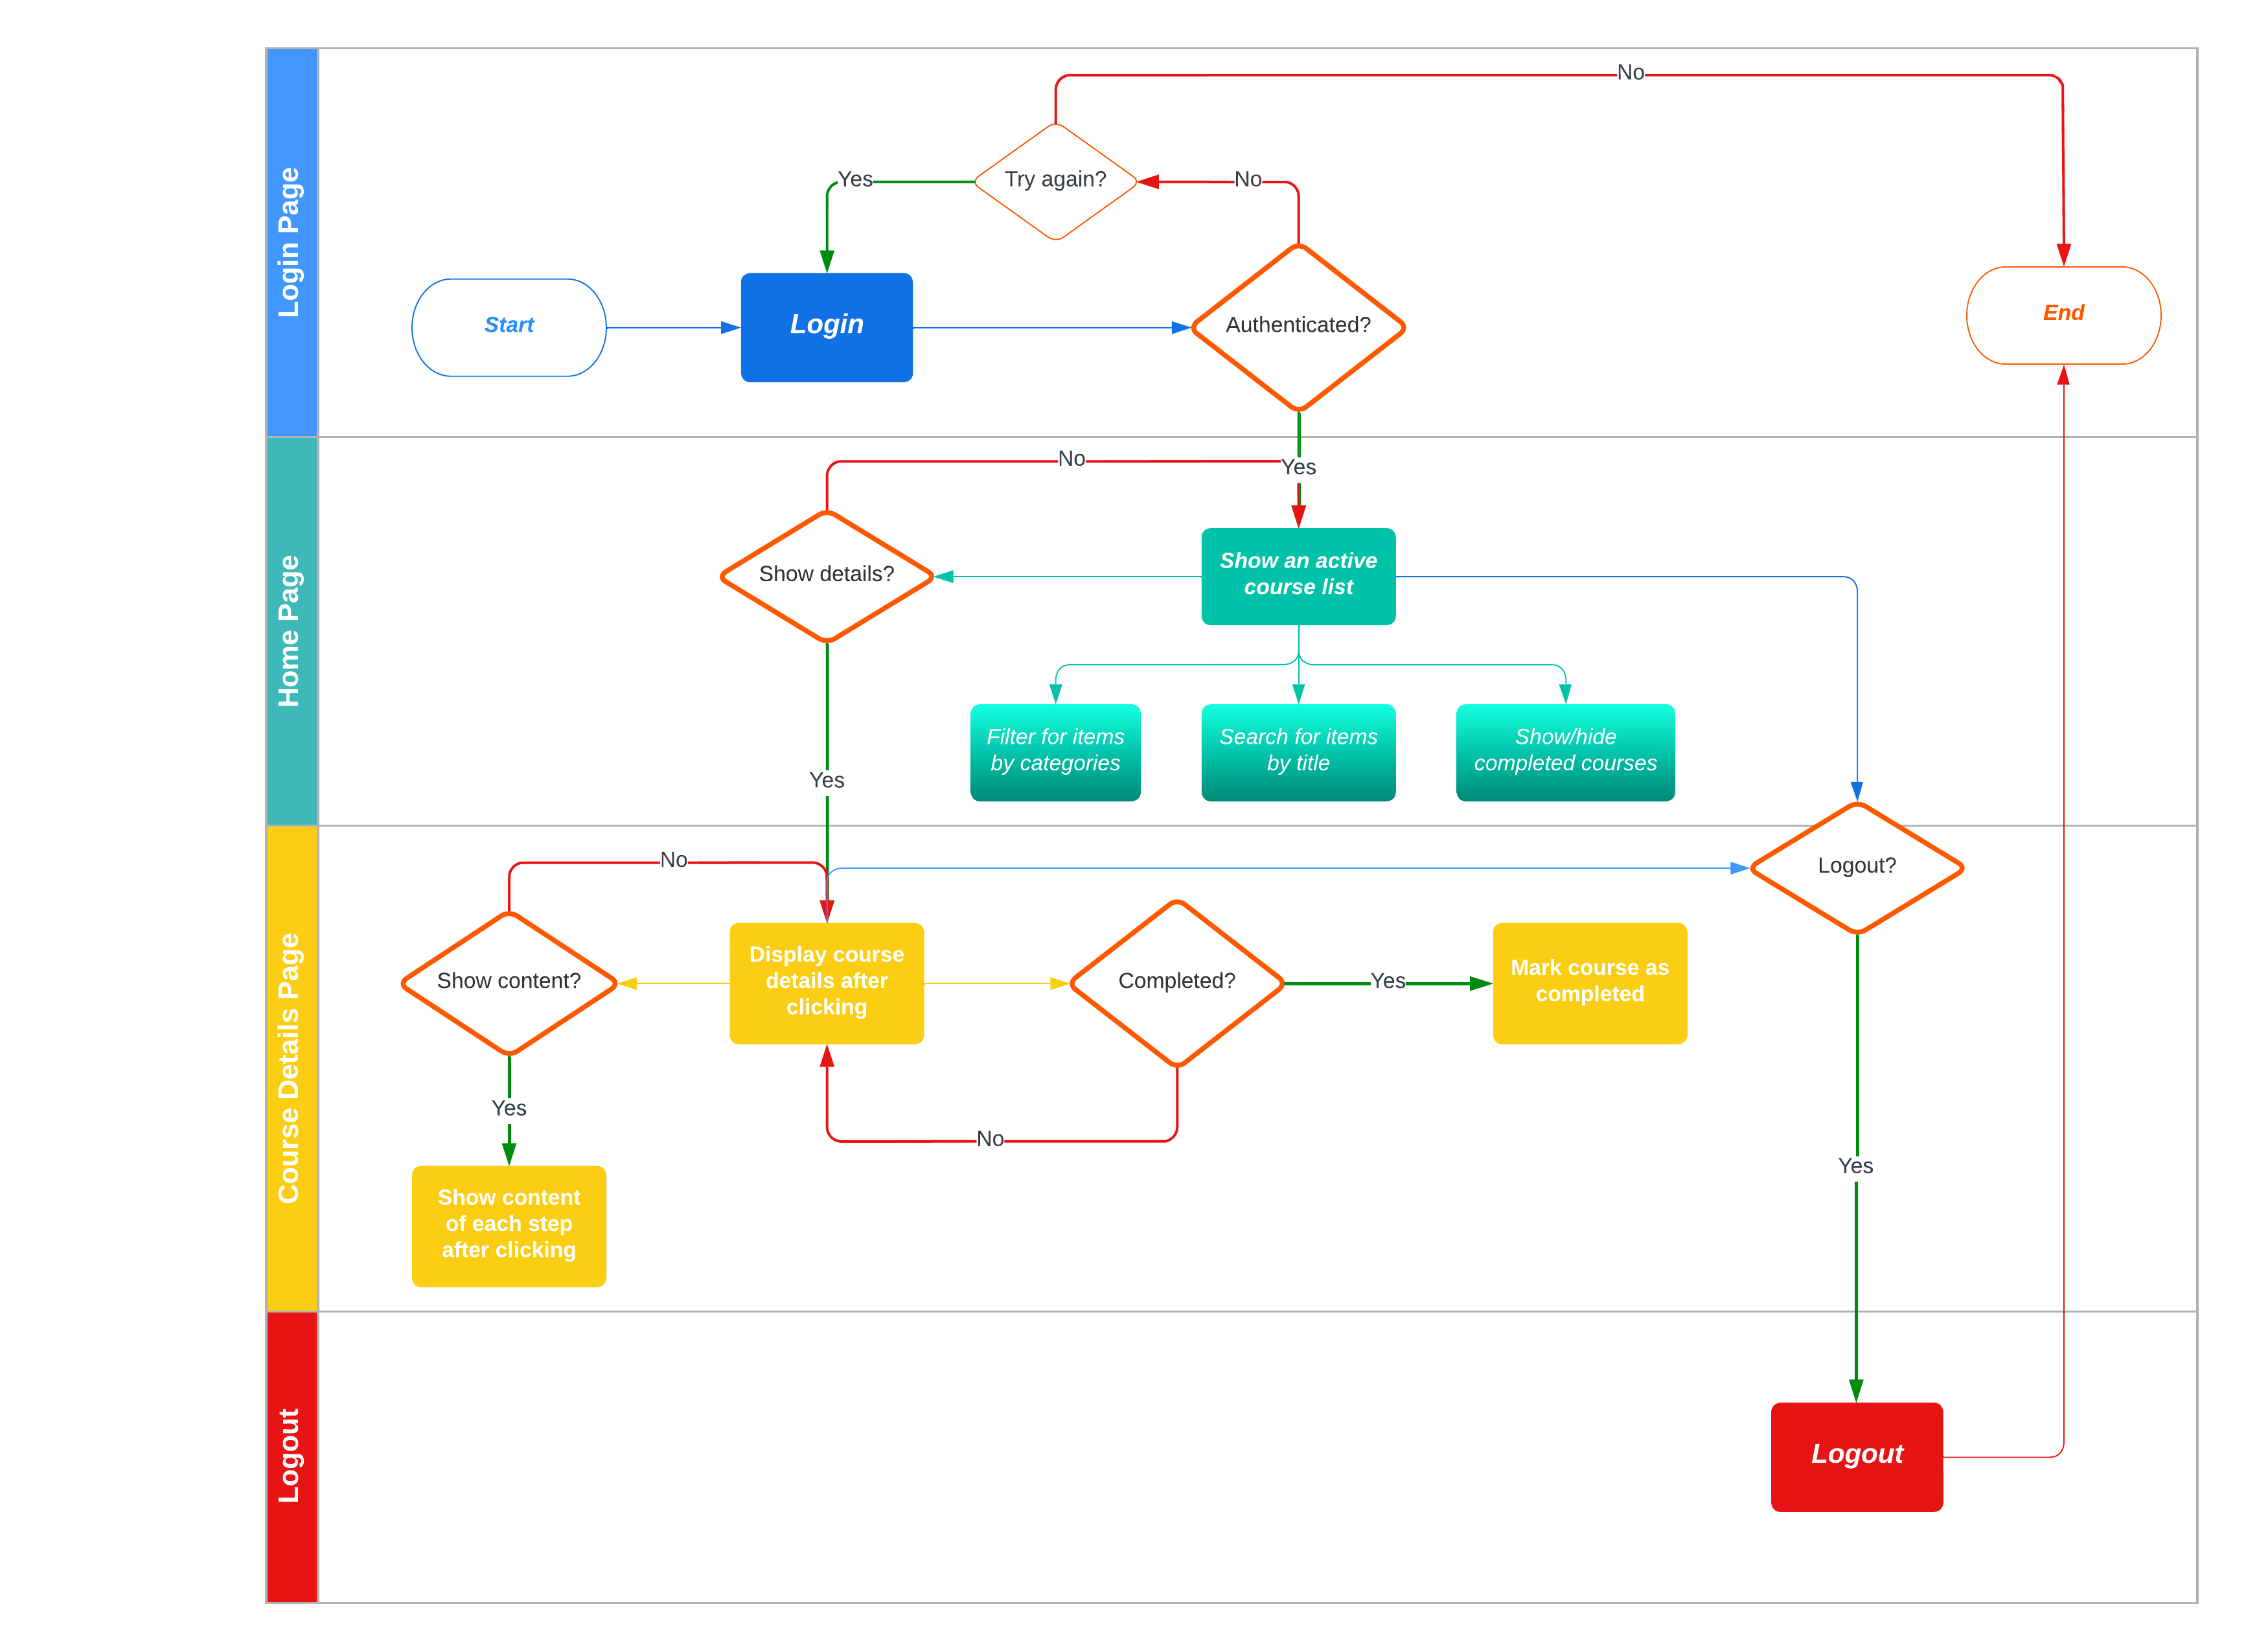 Login Page
No
Try again?
Yes
No
Start
Login
Authenticated?
End
Home Page
No
Yes
Show details?
Show an active
course list
Filter for items
by categories
Search for items
by title
Show/hide
completed courses
Yes
Course Details Page
No
Logout?
Show content?
Display course
details after
clicking
Completed?
Yes
Mark course as
completed
Yes
No
Yes
Show content
of each step
after clicking
Logout
Logout